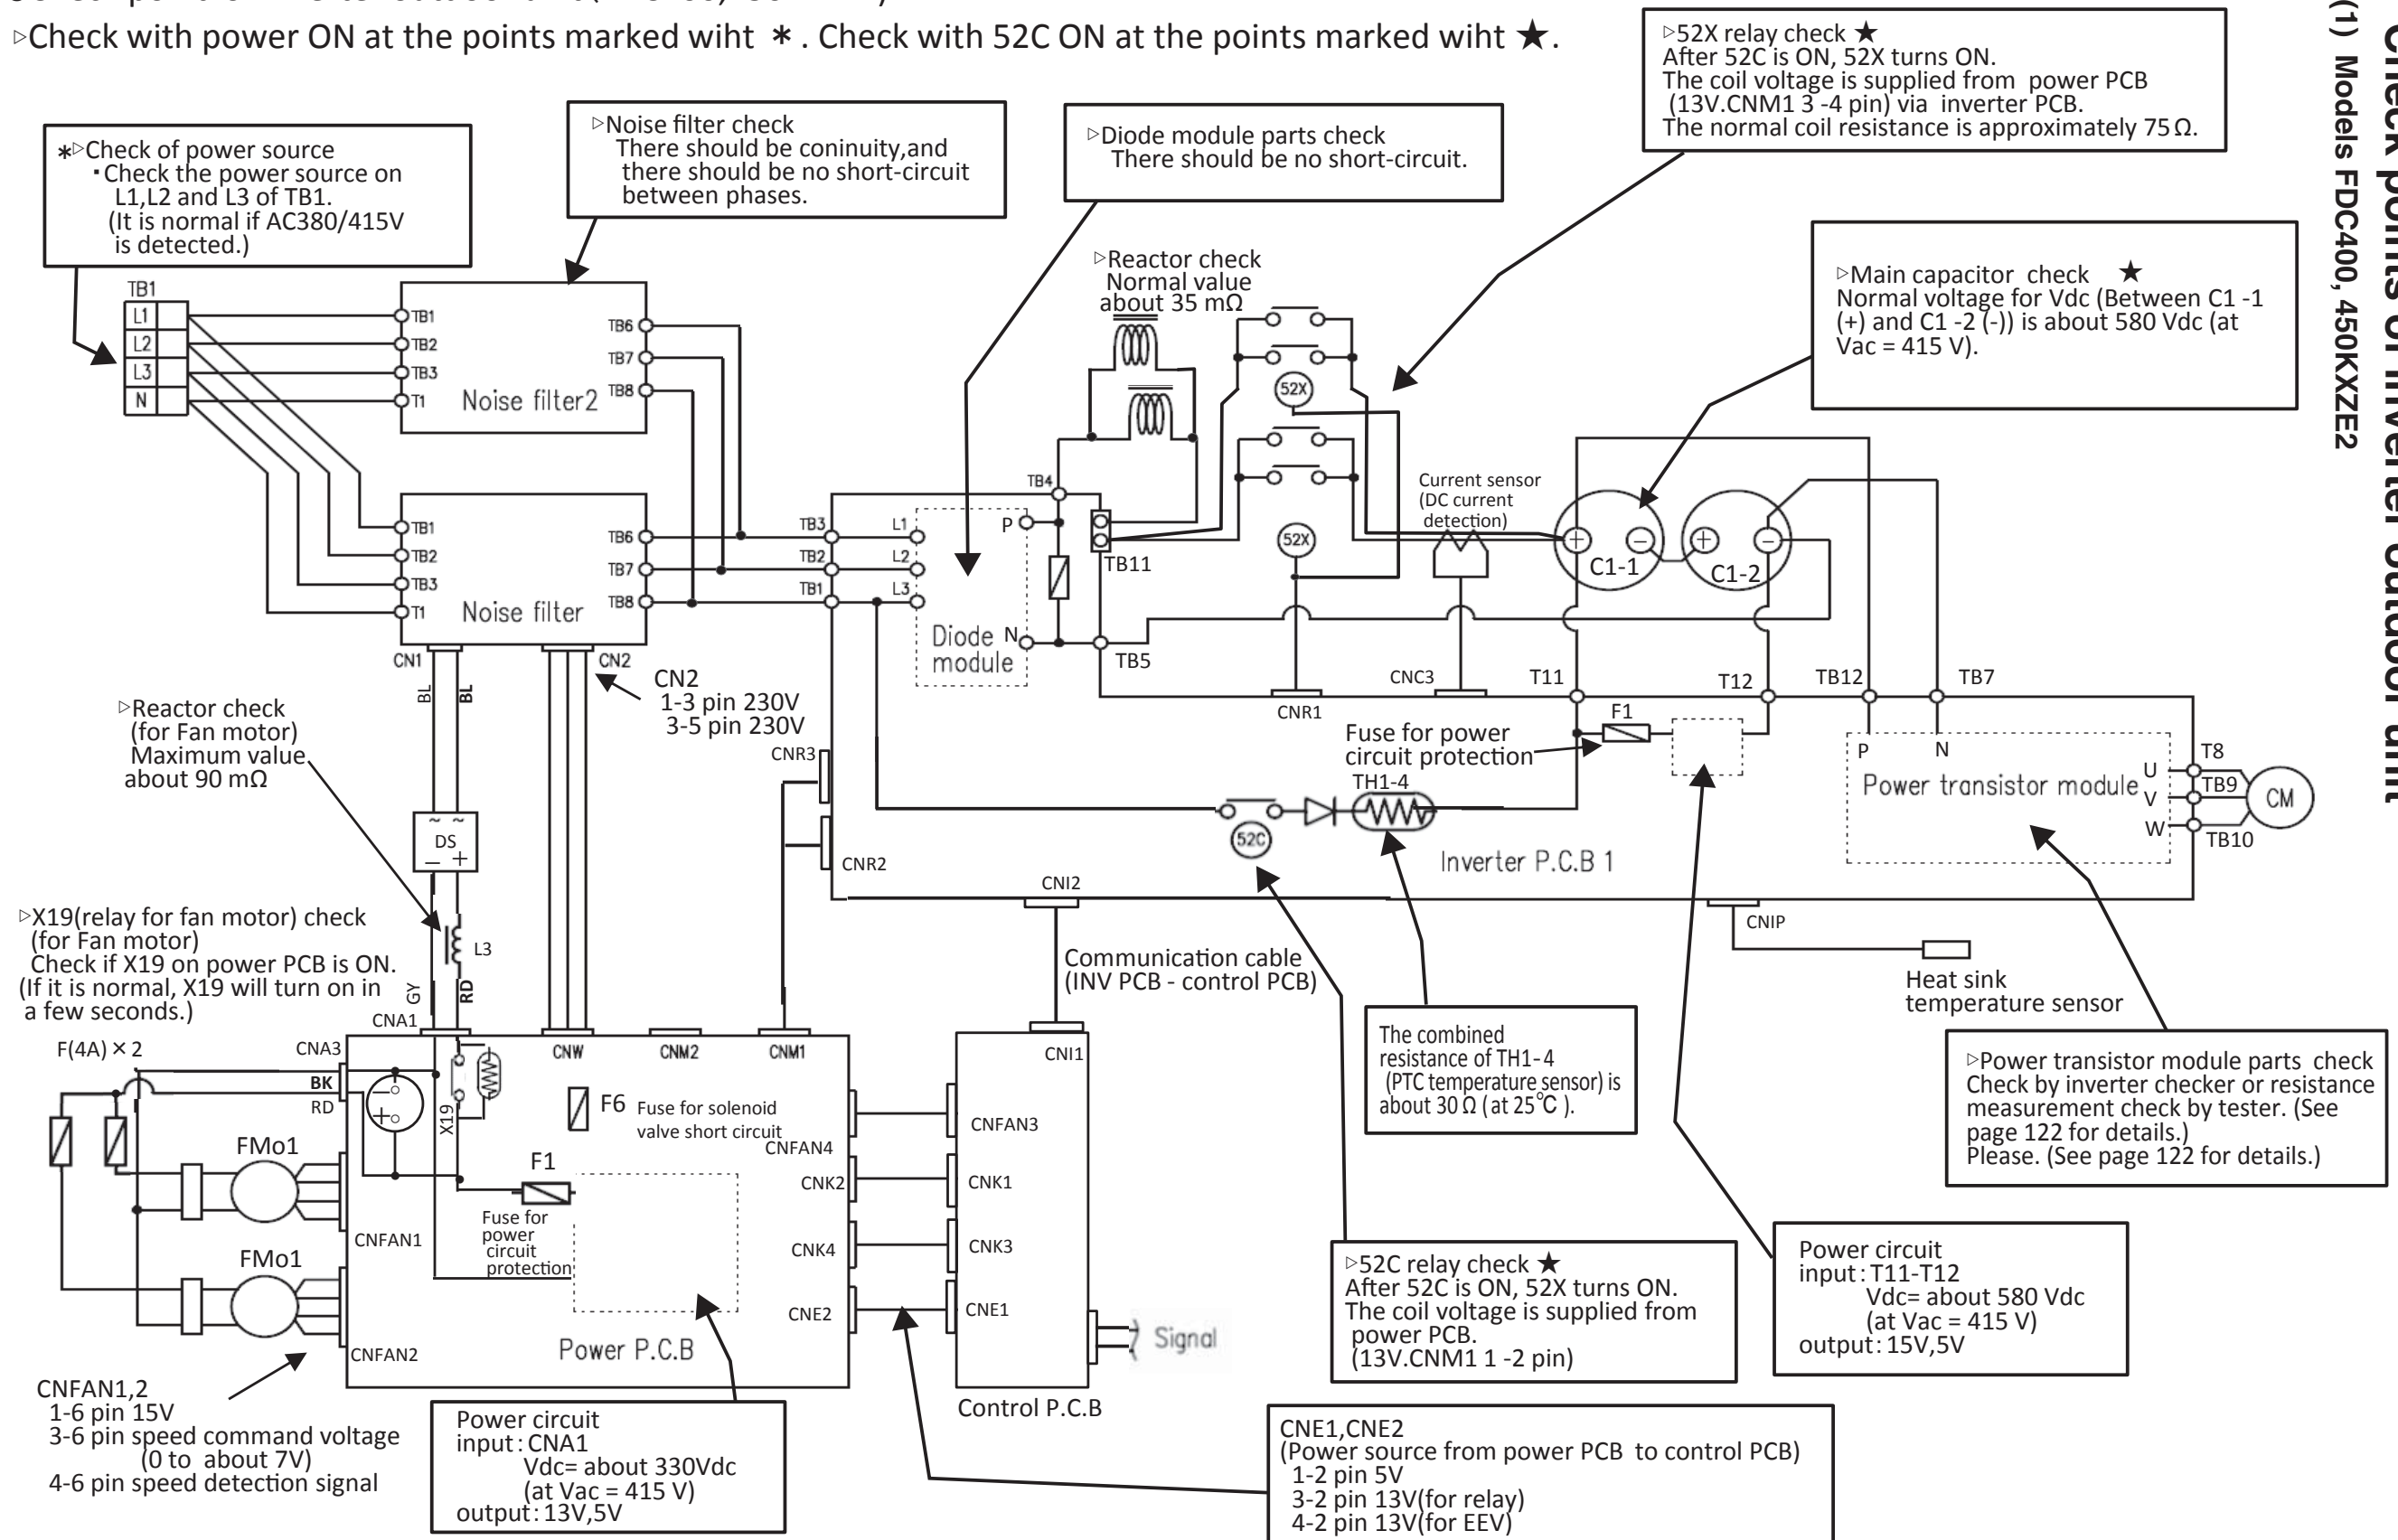 ▷Check with power ON at the points marked wiht ＊. Check with 52C ON at the points marked wiht ★.
Check points of inverter outdoor unit
(1) Models FDC400, 450KXZE2
▷52X relay check ★
After 52C is ON, 52X turns ON.
The coil voltage is supplied from power PCB
(13V.CNM1 3 -4 pin) via inverter PCB.
The normal coil resistance is approximately 75Ω.
＊▷Check of power source
▪Check the power source on
L1,L2 and L3 of TB1.
(It is normal if AC380/415V
is detected.)
▷Noise filter check
There should be coninuity,and
there should be no short-circuit
between phases.
▷Diode module parts check
There should be no short-circuit.
▷Reactor check
Normal value
about 35 mΩ
▷Main capacitor check ★
Normal voltage for Vdc (Between C1 -1
(+) and C1 -2 (-)) is about 580 Vdc (at
Vac = 415 V).
TB1
L1
L2
L3
N
TB1
TB2
TB3
T1
Noise filter2
TB6
TB7
TB8
52X
TB1
TB2
TB3
T1
Noise filter
TB6
TB7
TB8
CN1
CN2
TB3
TB2
TB1
L1
L2
L3
P
N
Diode
module
TB4
TB11
TB5
52X
Current sensor
(DC current
detection)
+
−
C1-1
+
−
C1-2
CNR1
CNC3
T11
T12
TB12
TB7
BL
BL
CN2
1-3 pin 230V
3-5 pin 230V
▷Reactor check
(for Fan motor)
Maximum value
about 90 mΩ
CNR3
CNR2
Fuse for power
circuit protection
F1
TH1-4
52C
Inverter P.C.B 1
P
N
Power transistor module
U
V
W
T8
TB9
TB10
CM
~ ~
DS
− +
L3
GY
RD
CNI2
CNIP
Heat sink
temperature sensor
Communication cable
(INV PCB - control PCB)
▷X19(relay for fan motor) check
(for Fan motor)
Check if X19 on power PCB is ON.
(If it is normal, X19 will turn on in
a few seconds.)
The combined
resistance of TH1-4
(PTC temperature sensor) is
about 30 Ω ( at 25℃ ).
▷Power transistor module parts check
Check by inverter checker or resistance
measurement check by tester. (See
page 122 for details.)
Please. (See page 122 for details.)
CNA1
F(4A) × 2
CNA3
BK
RD
−
+
X19
CNW
CNM2
CNM1
F6
Fuse for solenoid
valve short circuit
F1
Fuse for
power
circuit
protection
FMo1
CNFAN1
FMo1
CNFAN2
Power P.C.B
CNFAN4
CNK2
CNK4
CNE2
CNI1
CNFAN3
CNK1
CNK3
CNE1
Signal
Control P.C.B
▷52C relay check ★
After 52C is ON, 52X turns ON.
The coil voltage is supplied from
power PCB.
(13V.CNM1 1 -2 pin)
Power circuit
input : T11-T12
Vdc= about 580 Vdc
(at Vac = 415 V)
output : 15V,5V
CNFAN1,2
1-6 pin 15V
3-6 pin speed command voltage
(0 to about 7V)
4-6 pin speed detection signal
Power circuit
input : CNA1
Vdc= about 330Vdc
(at Vac = 415 V)
output : 13V,5V
CNE1,CNE2
(Power source from power PCB to control PCB)
1-2 pin 5V
3-2 pin 13V(for relay)
4-2 pin 13V(for EEV)